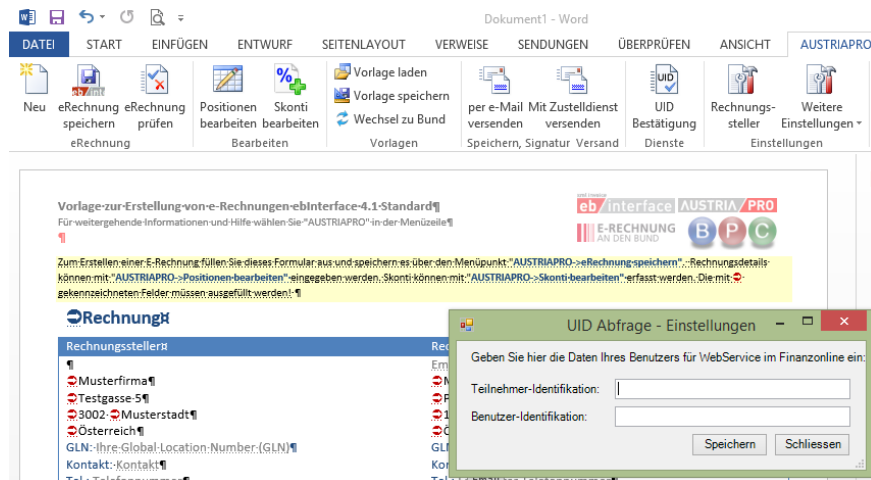 Dokument1 - Word
DATEI START EINFÜGEN ENTWURF SEITENLAYOUT VERWEISE SENDUNGEN ÜBERPRÜFEN ANSICHT AUSTRIAPRO
Neu eRechnung speichern eRechnung prüfen Positionen bearbeiten Skonti bearbeiten
Vorlage laden
Vorlage speichern
Wechsel zu Bund
per e-Mail versenden Mit Zustelldienst versenden UID Bestätigung Rechnungs-steller Weitere Einstellungen
eRechnung Bearbeiten Vorlagen Speichern, Signatur Versand Dienste Einstellungen
Vorlage·zur·Erstellung·von·e-Rechnungen·ebInterface·4.1·Standard¶
Für·weitergehende·Informationen·und·Hilfe·wählen·Sie·"AUSTRIAPRO"·in·der·Menüzeile¶
¶
eb/interface AUSTRIA/PRO
E-RECHNUNG
AN DEN BUND
B P C
Zum·Erstellen·einer·E-Rechnung·füllen·Sie·dieses·Formular·aus·und·speichern·es·über·den·Menüpunkt·"AUSTRIAPRO->eRechnung·speichern".·Rechnungsdetails·
können·mit·"AUSTRIAPRO->Positionen·bearbeiten"·eingegeben·werden.·Skonti·können·mit·"AUSTRIAPRO->Skonti·bearbeiten"·erfasst·werden.·Die·mit·
gekennzeichneten·Felder·müssen·ausgefüllt·werden!·¶
Rechnung¤
Rechnungssteller¤
¶
Musterfirma¶
Testgasse·5¶
3002·Musterstadt¶
Österreich¶
GLN:·Ihre·Global·Location·Number·(GLN)¶
Kontakt:·Kontakt¶
Tel.:·Telefonnummer¶
Rec
Em
GLN
Kor
UID Abfrage - Einstellungen
Geben Sie hier die Daten Ihres Benutzers für WebService im Finanzonline ein:
Teilnehmer-Identifikation:
Benutzer-Identifikation:
Speichern Schliessen